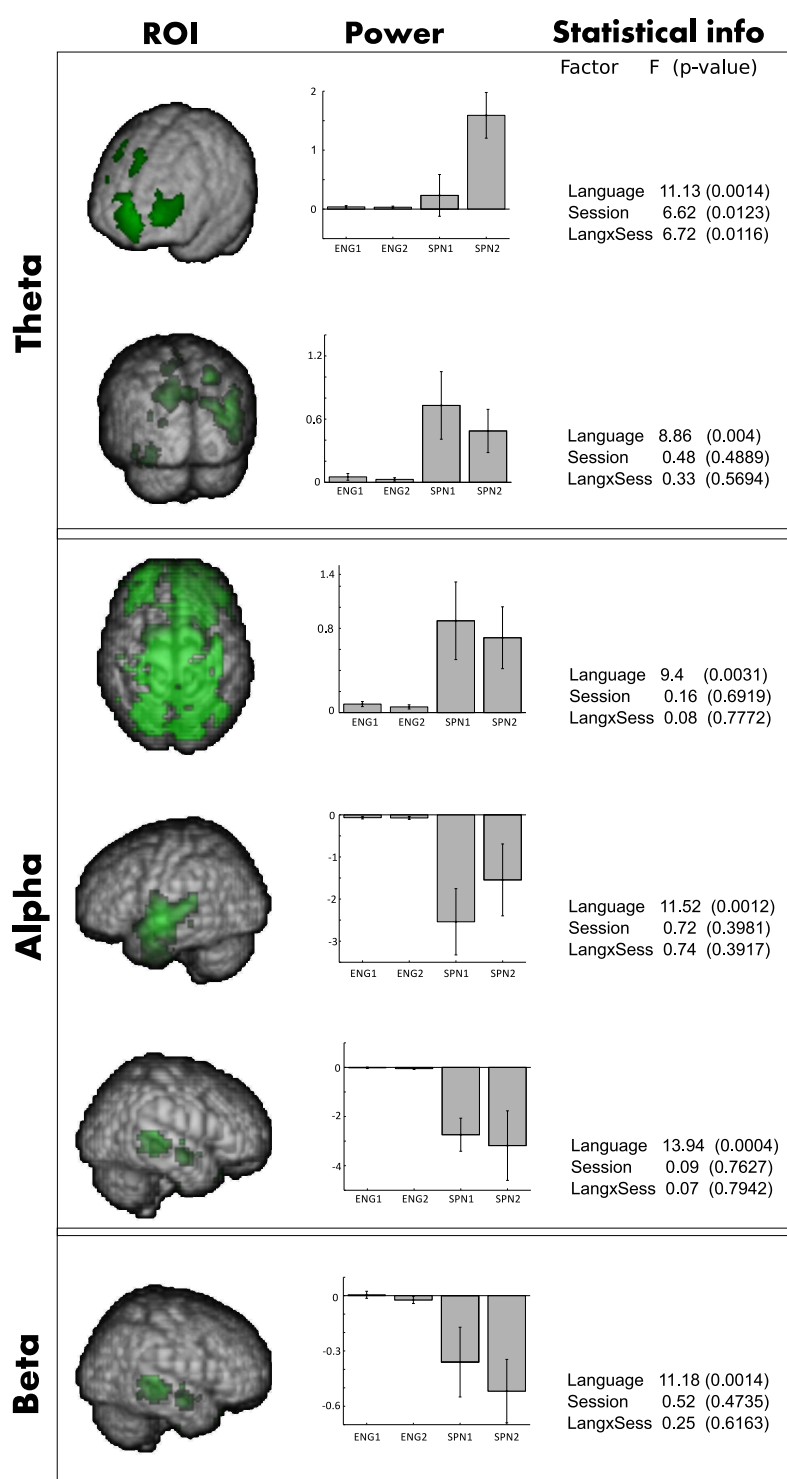 ROI Power Statistical info
Factor F (p-value)
Theta
2
1
0
ENG1 ENG2 SPN1 SPN2
Language 11.13 (0.0014)
Session 6.62 (0.0123)
LangxSess 6.72 (0.0116)
1.2
0.6
0
ENG1 ENG2 SPN1 SPN2
Language 8.86 (0.004)
Session 0.48 (0.4889)
LangxSess 0.33 (0.5694)
Alpha
1.4
0.8
0
ENG1 ENG2 SPN1 SPN2
Language 9.4 (0.0031)
Session 0.16 (0.6919)
LangxSess 0.08 (0.7772)
0
-1
-2
-3
ENG1 ENG2 SPN1 SPN2
Language 11.52 (0.0012)
Session 0.72 (0.3981)
LangxSess 0.74 (0.3917)
0
-2
-4
ENG1 ENG2 SPN1 SPN2
Language 13.94 (0.0004)
Session 0.09 (0.7627)
LangxSess 0.07 (0.7942)
Beta
0
-0.3
-0.6
ENG1 ENG2 SPN1 SPN2
Language 11.18 (0.0014)
Session 0.52 (0.4735)
LangxSess 0.25 (0.6163)